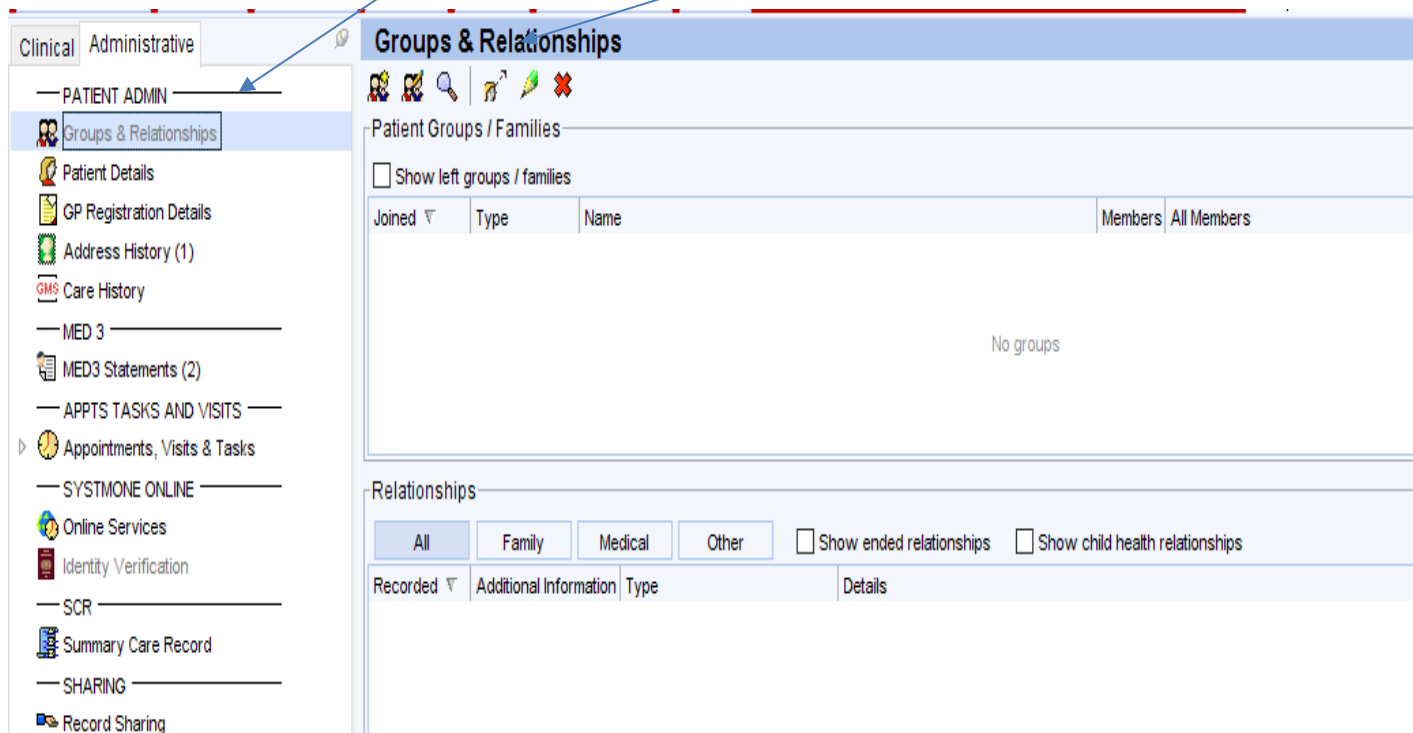 Clinical
Administrative
PATIENT ADMIN
Groups & Relationships
Patient Details
GP Registration Details
Address History (1)
GMS Care History
MED 3
MED3 Statements (2)
APPTS TASKS AND VISITS
Appointments, Visits & Tasks
SYSTMONE ONLINE
Online Services
Identity Verification
SCR
Summary Care Record
SHARING
Record Sharing
Groups & Relationships
Patient Groups / Families
Show left groups / families
Joined Type Name Members All Members
No groups
Relationships
All Family Medical Other Show ended relationships Show child health relationships
Recorded Additional Information Type Details